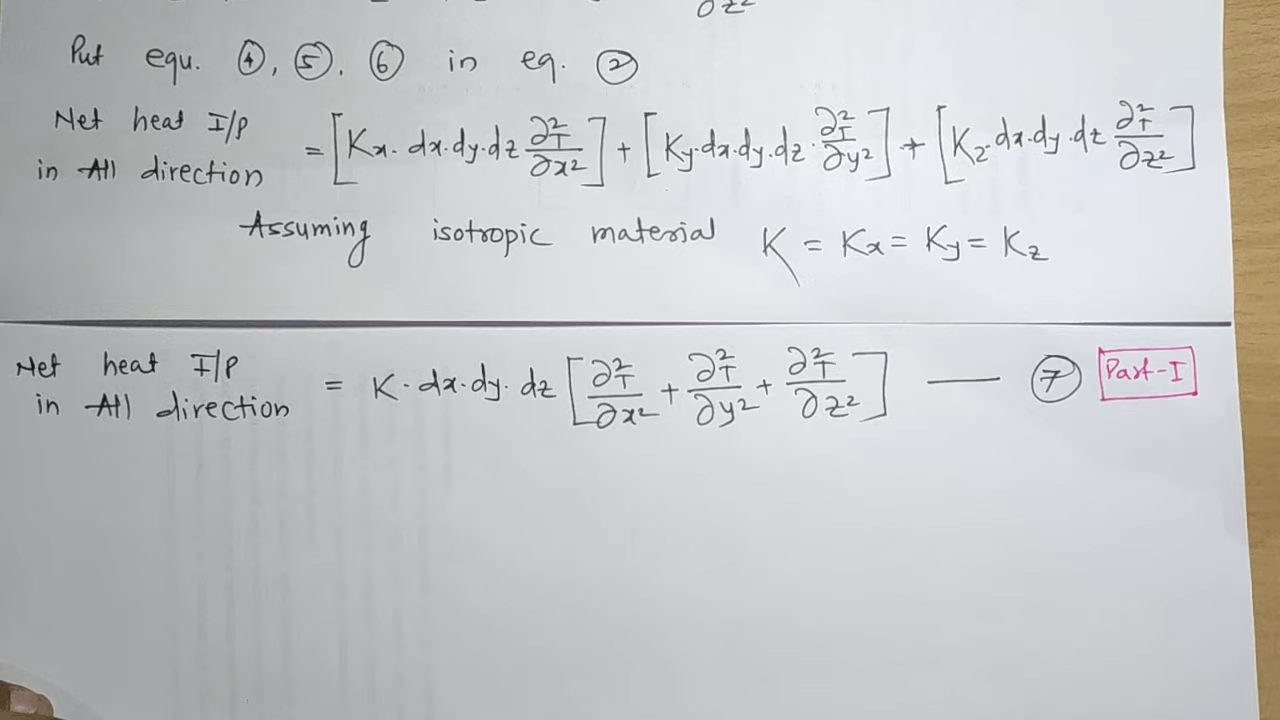 ∂z²
Put equ. ④, ⑤, ⑥ in eq. ②
Net heat I/P in All direction = [Kx· dx·dy·dz ∂²T/∂x²] + [Ky·dx·dy·dz· ∂²T/∂y²] + [Kz·dx·dy·dz ∂²T/∂z²]
Assuming isotropic material K = Kx = Ky = Kz
Net heat I/P in All direction = K·dx·dy·dz [∂²T/∂x² + ∂²T/∂y² + ∂²T/∂z²] — ⑦ Part-I